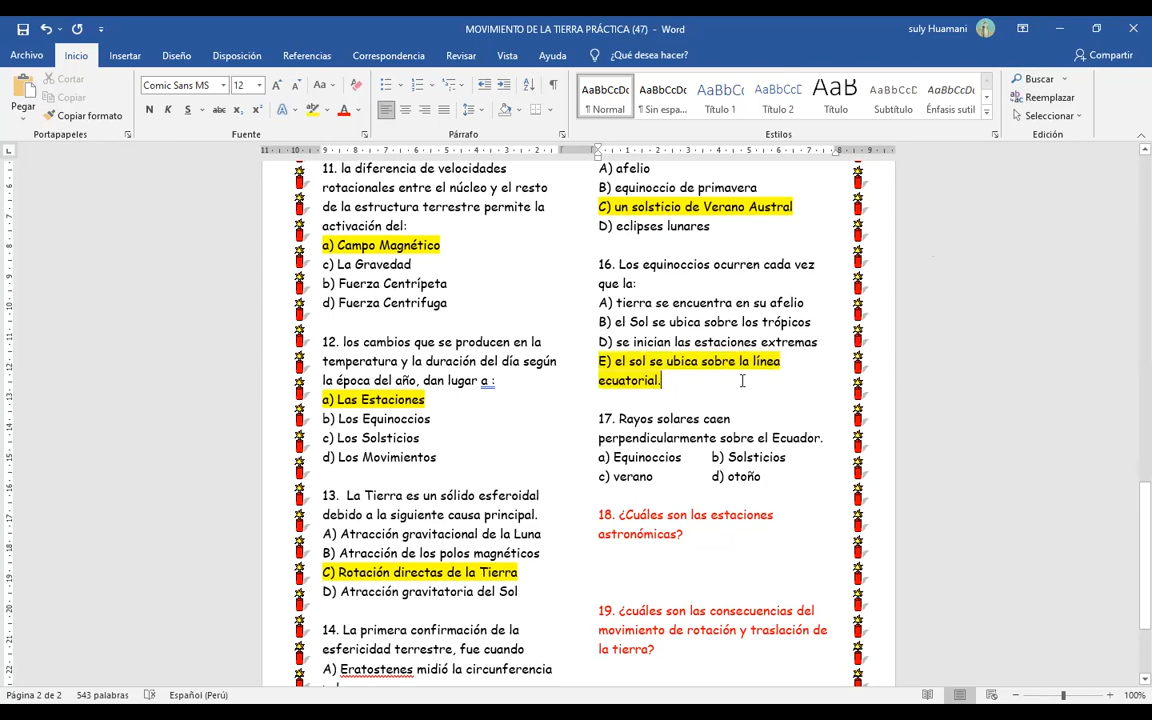 MOVIMIENTO DE LA TIERRA PRÁCTICA (47) - Word
suly Huamani
Archivo Inicio Insertar Diseño Disposición Referencias Correspondencia Revisar Vista Ayuda ¿Qué desea hacer? Compartir
Pegar
Cortar
Copiar
Copiar formato
Portapapeles
Comic Sans MS 12 Aa
N K S abc x₂ x² A A
Fuente
Párrafo
AaBbCcDc AaBbCcDc AaBbCc AaBbCcD AaB AaBbCcD AaBbCcDc
¶ Normal ¶ Sin espa... Título 1 Título 2 Título Subtítulo Énfasis sutil
Estilos
Buscar
Reemplazar
Seleccionar
Edición
11. la diferencia de velocidades
rotacionales entre el núcleo y el resto
de la estructura terrestre permite la
activación del:
a) Campo Magnético
c) La Gravedad
b) Fuerza Centrípeta
d) Fuerza Centrifuga
12. los cambios que se producen en la
temperatura y la duración del día según
la época del año, dan lugar a :
a) Las Estaciones
b) Los Equinoccios
c) Los Solsticios
d) Los Movimientos
13. La Tierra es un sólido esferoidal
debido a la siguiente causa principal.
A) Atracción gravitacional de la Luna
B) Atracción de los polos magnéticos
C) Rotación directas de la Tierra
D) Atracción gravitatoria del Sol
14. La primera confirmación de la
esfericidad terrestre, fue cuando
A) Eratostenes midió la circunferencia
A) afelio
B) equinoccio de primavera
C) un solsticio de Verano Austral
D) eclipses lunares
16. Los equinoccios ocurren cada vez
que la:
A) tierra se encuentra en su afelio
B) el Sol se ubica sobre los trópicos
D) se inician las estaciones extremas
E) el sol se ubica sobre la línea
ecuatorial.
17. Rayos solares caen
perpendicularmente sobre el Ecuador.
a) Equinoccios b) Solsticios
c) verano d) otoño
18. ¿Cuáles son las estaciones
astronómicas?
19. ¿cuáles son las consecuencias del
movimiento de rotación y traslación de
la tierra?
Página 2 de 2 543 palabras Español (Perú) 100%